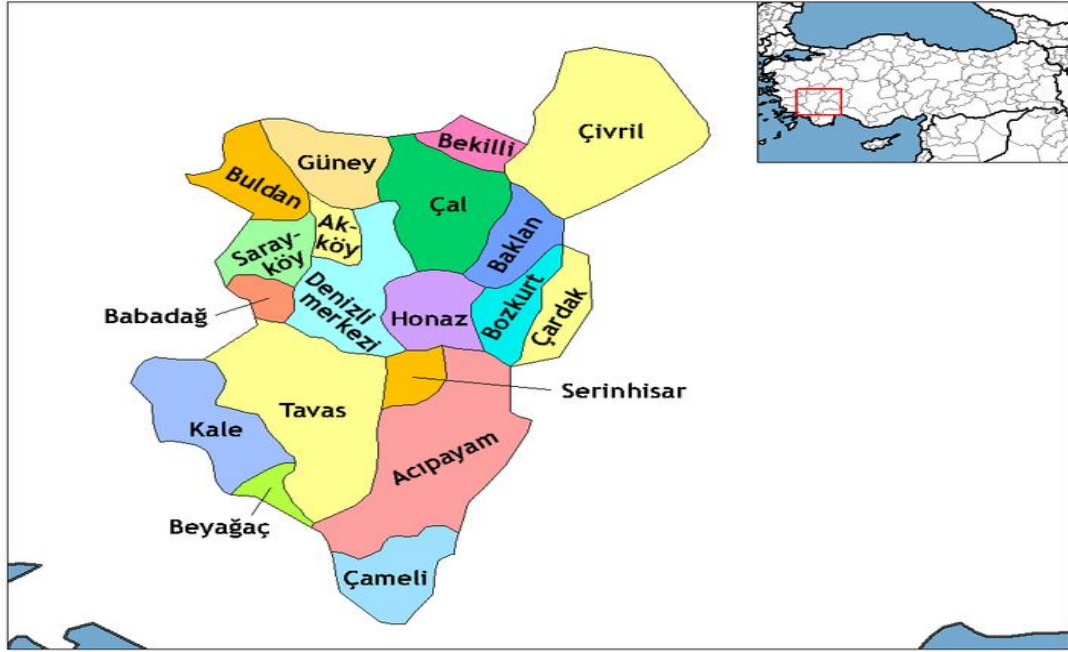 Çivril
Bekilli
Güney
Buldan
Çal
Ak-
köy
Saray-
köy
Baklan
Denizli
merkezi
Babadağ
Honaz
Bozkurt
Çardak
Serinhisar
Tavas
Kale
Acıpayam
Beyağaç
Çameli